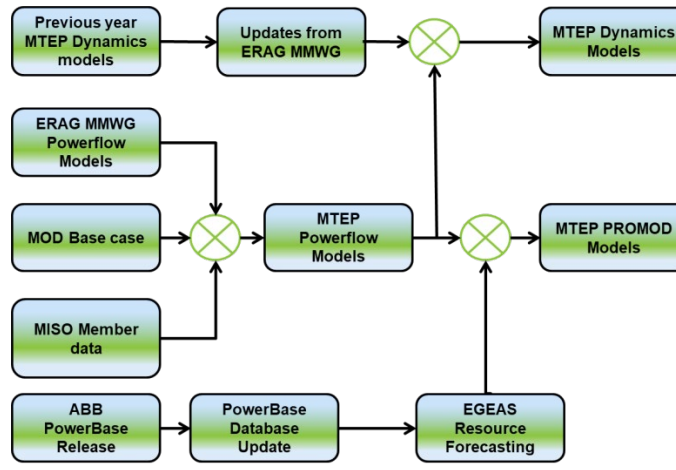 Previous year
MTEP Dynamics
models
Updates from
ERAG MMWG
MTEP Dynamics
Models
ERAG MMWG
Powerflow
Models
MOD Base case
MTEP
Powerflow
Models
MTEP PROMOD
Models
MISO Member
data
ABB
PowerBase
Release
PowerBase
Database
Update
EGEAS
Resource
Forecasting